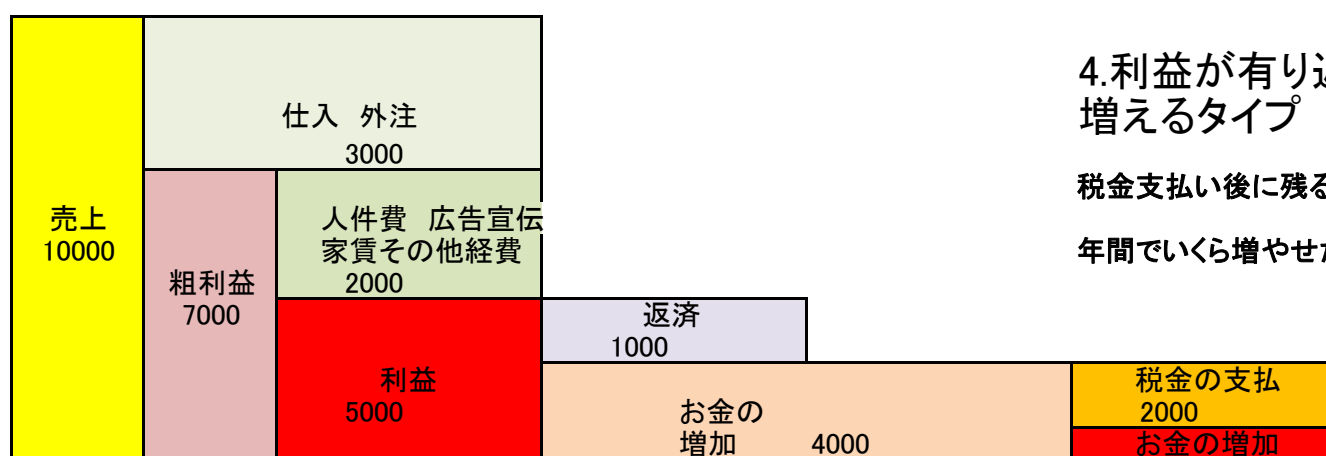 4.利益が有り
増えるタイプ
仕入 外注
3000
税金支払い後に残る
人件費 広告宣伝
家賃その他経費
2000
売上
10000
年間でいくら増やせ
粗利益
7000
返済
1000
利益
5000
お金の
増加 4000
税金の支払
2000
お金の増加